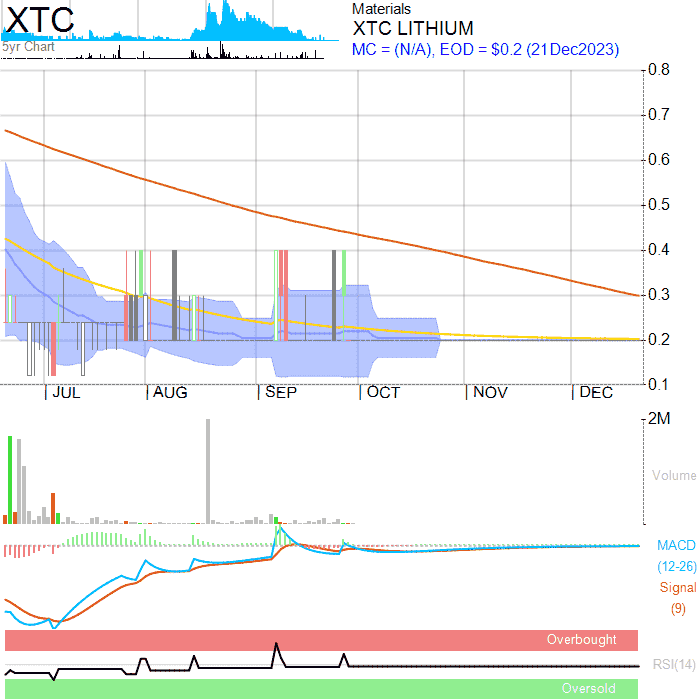 XTC
5yr Chart
Materials
XTC LITHIUM
MC = (N/A), EOD = $0.2 (21Dec2023)
0.8
0.7
0.6
0.5
0.4
0.3
0.2
0.1
JUL AUG SEP OCT NOV DEC
2M
Volume
MACD
(12-26)
Signal
(9)
Overbought
RSI(14)
Oversold